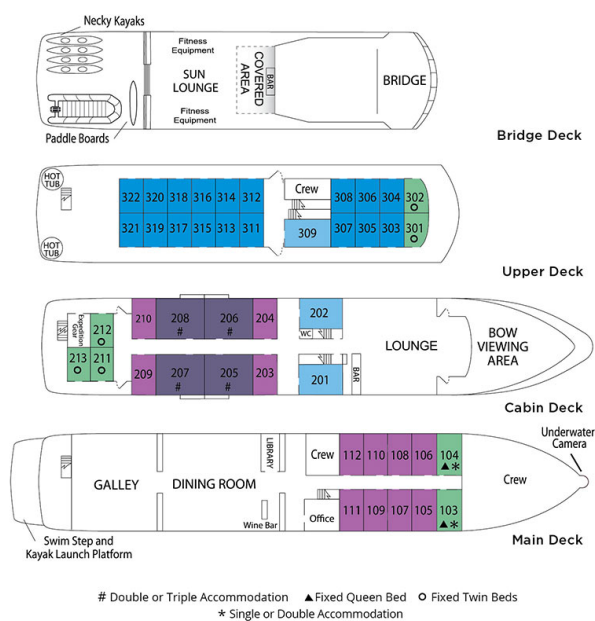 Necky Kayaks
Fitness
Equipment
SUN
LOUNGE
COVERED
AREA
BAR
BRIDGE
Fitness
Equipment
Paddle Boards
Bridge Deck
HOT
TUB
322 320 318 316 314 312
Crew
308 306 304 302
321 319 317 315 313 311
309
307 305 303 301
HOT
TUB
Upper Deck
Expedition
Gear
212
213 211
210 208 206 204
# #
202
WC
LOUNGE
BOW
VIEWING
AREA
209 207 205 203
# #
201
BAR
Cabin Deck
Underwater
Camera
GALLEY
DINING ROOM
LIBRARY
Crew
112 110 108 106 104
▲*
Crew
Wine Bar
Office
111 109 107 105 103
▲*
Main Deck
Swim Step and
Kayak Launch Platform
# Double or Triple Accommodation ▲Fixed Queen Bed O Fixed Twin Beds
* Single or Double Accommodation